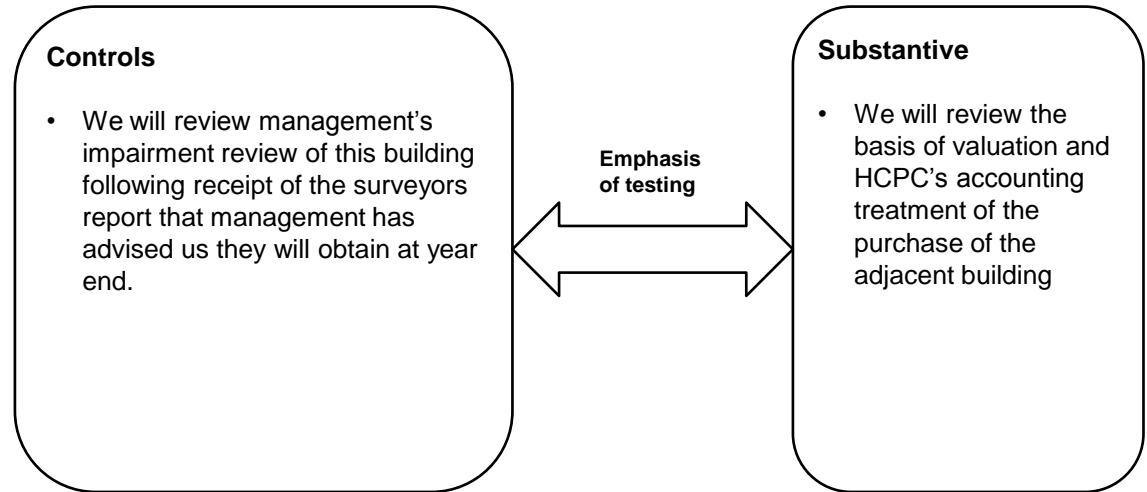 Controls
• We will review management's
impairment review of this building
following receipt of the surveyors
report that management has
advised us they will obtain at year
end.
Emphasis
of testing
Substantive
• We will review the
basis of valuation and
HCPC's accounting
treatment of the
purchase of the
adjacent building